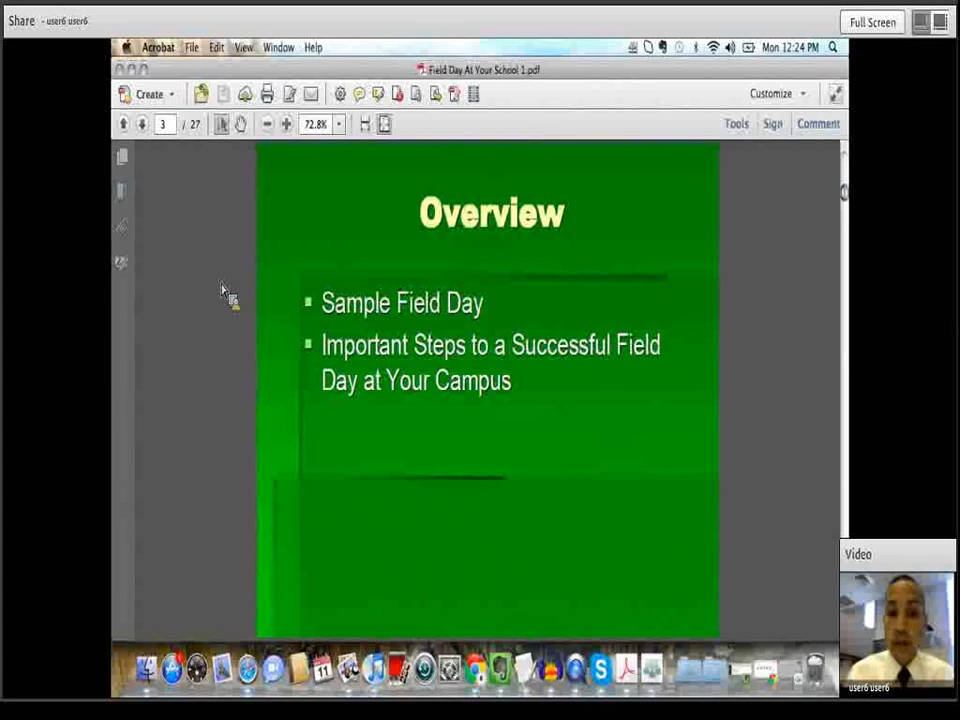 Share - user6 user6
Full Screen
Acrobat File Edit View Window Help
Mon 12:24 PM
Field Day At Your School 1.pdf
Create
Customize
3 / 27
72.8%
Tools Sign Comment
Overview
Sample Field Day
Important Steps to a Successful Field
Day at Your Campus
Video
11
user6 user6